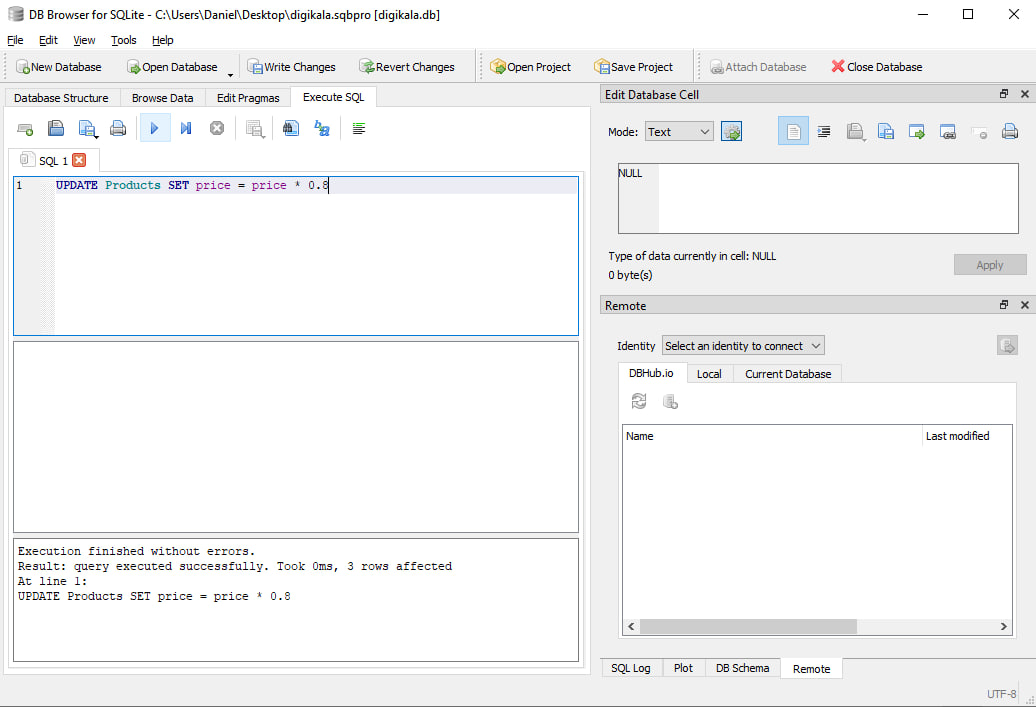 DB Browser for SQLite - C:\Users\Daniel\Desktop\digikala.sqbpro [digikala.db]
File Edit View Tools Help
New Database Open Database Write Changes Revert Changes Open Project Save Project Attach Database Close Database
Database Structure Browse Data Edit Pragmas Execute SQL
SQL 1
1 UPDATE Products SET price = price * 0.8
Execution finished without errors.
Result: query executed successfully. Took 0ms, 3 rows affected
At line 1:
UPDATE Products SET price = price * 0.8
Edit Database Cell
Mode: Text
NULL
Type of data currently in cell: NULL
0 byte(s)
Apply
Remote
Identity Select an identity to connect
DBHub.io Local Current Database
Name Last modified
SQL Log Plot DB Schema Remote
UTF-8